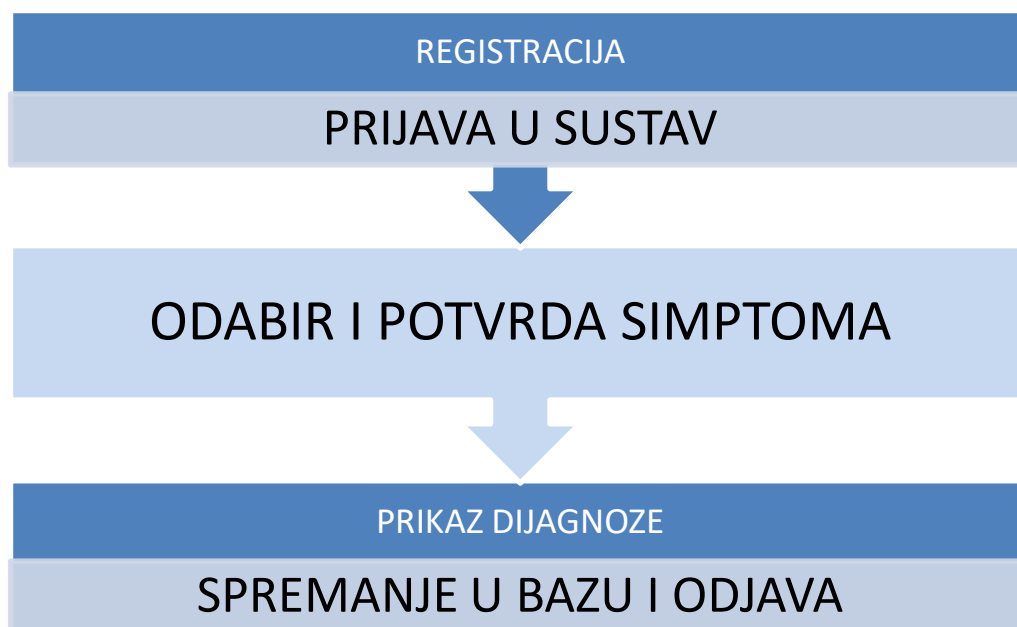 REGISTRACIJA
PRIJAVA U SUSTAV
ODABIR I POTVRDA SIMPTOMA
PRIKAZ DIJAGNOZE
SPREMANJE U BAZU I ODJAVA